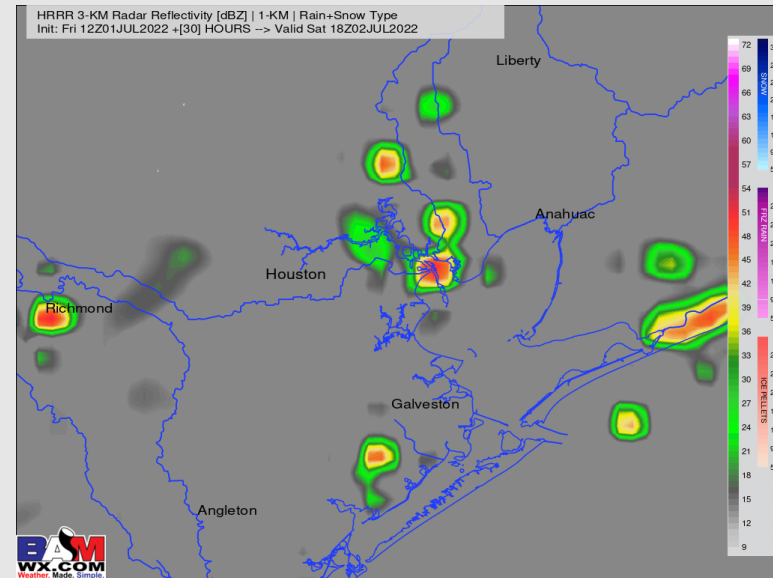 HRRR 3-KM Radar Reflectivity [dBZ] | 1-KM | Rain+Snow Type
Init: Fri 12Z01JUL2022 +[30] HOURS --> Valid Sat 18Z02JUL2022
Liberty
Anahuac
Houston
Richmond
Galveston
Angleton
72
69
66
63
60
57
54
51
48
45
42
39
36
33
30
27
24
21
18
15
12
9
SNOW
FRZ RAIN
ICE PELLETS
BAM
WX.COM
Weather. Made. Simple.